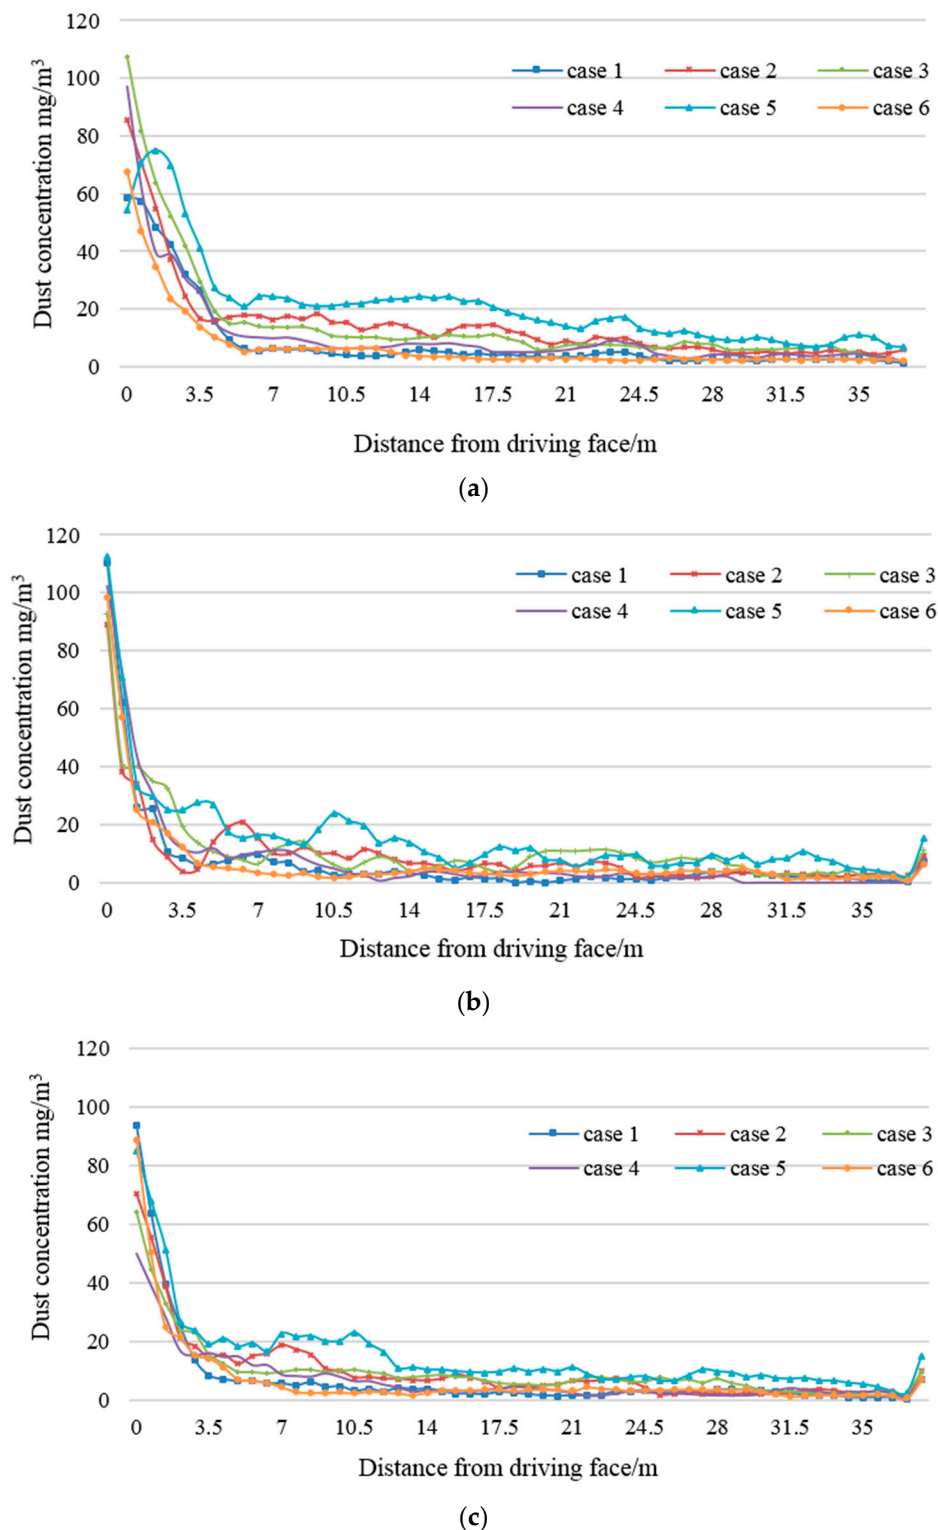 120
100
80
60
40
20
0
Dust concentration mg/m³
case 1 case 2 case 3
case 4 case 5 case 6
0 3.5 7 10.5 14 17.5 21 24.5 28 31.5 35
Distance from driving face/m
(a)
120
100
80
60
40
20
0
Dust concentration mg/m³
case 1 case 2 case 3
case 4 case 5 case 6
0 3.5 7 10.5 14 17.5 21 24.5 28 31.5 35
Distance from driving face/m
(b)
120
100
80
60
40
20
0
Dust concentration mg/m³
case 1 case 2 case 3
case 4 case 5 case 6
0 3.5 7 10.5 14 17.5 21 24.5 28 31.5 35
Distance from driving face/m
(c)